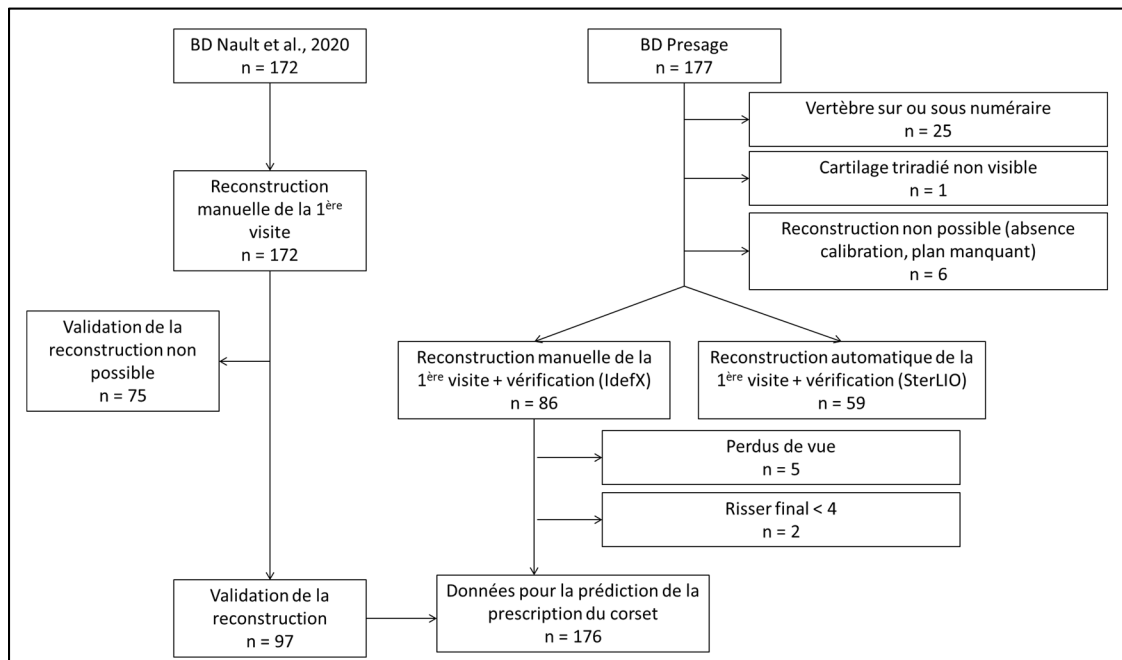 BD Nault et al., 2020
n = 172
BD Presage
n = 177
Vertèbre sur ou sous numéraire
n = 25
Cartilage triradié non visible
n = 1
Reconstruction
manuelle de la 1ère
visite
n = 172
Reconstruction non possible (absence
calibration, plan manquant)
n = 6
Validation de la
reconstruction non
possible
n = 75
Reconstruction manuelle de la
1ère visite + vérification (IdefX)
n = 86
Reconstruction automatique de la
1ère visite + vérification (SterLIO)
n = 59
Perdus de vue
n = 5
Risser final < 4
n = 2
Validation de la
reconstruction
n = 97
Données pour la prédiction de la
prescription du corset
n = 176